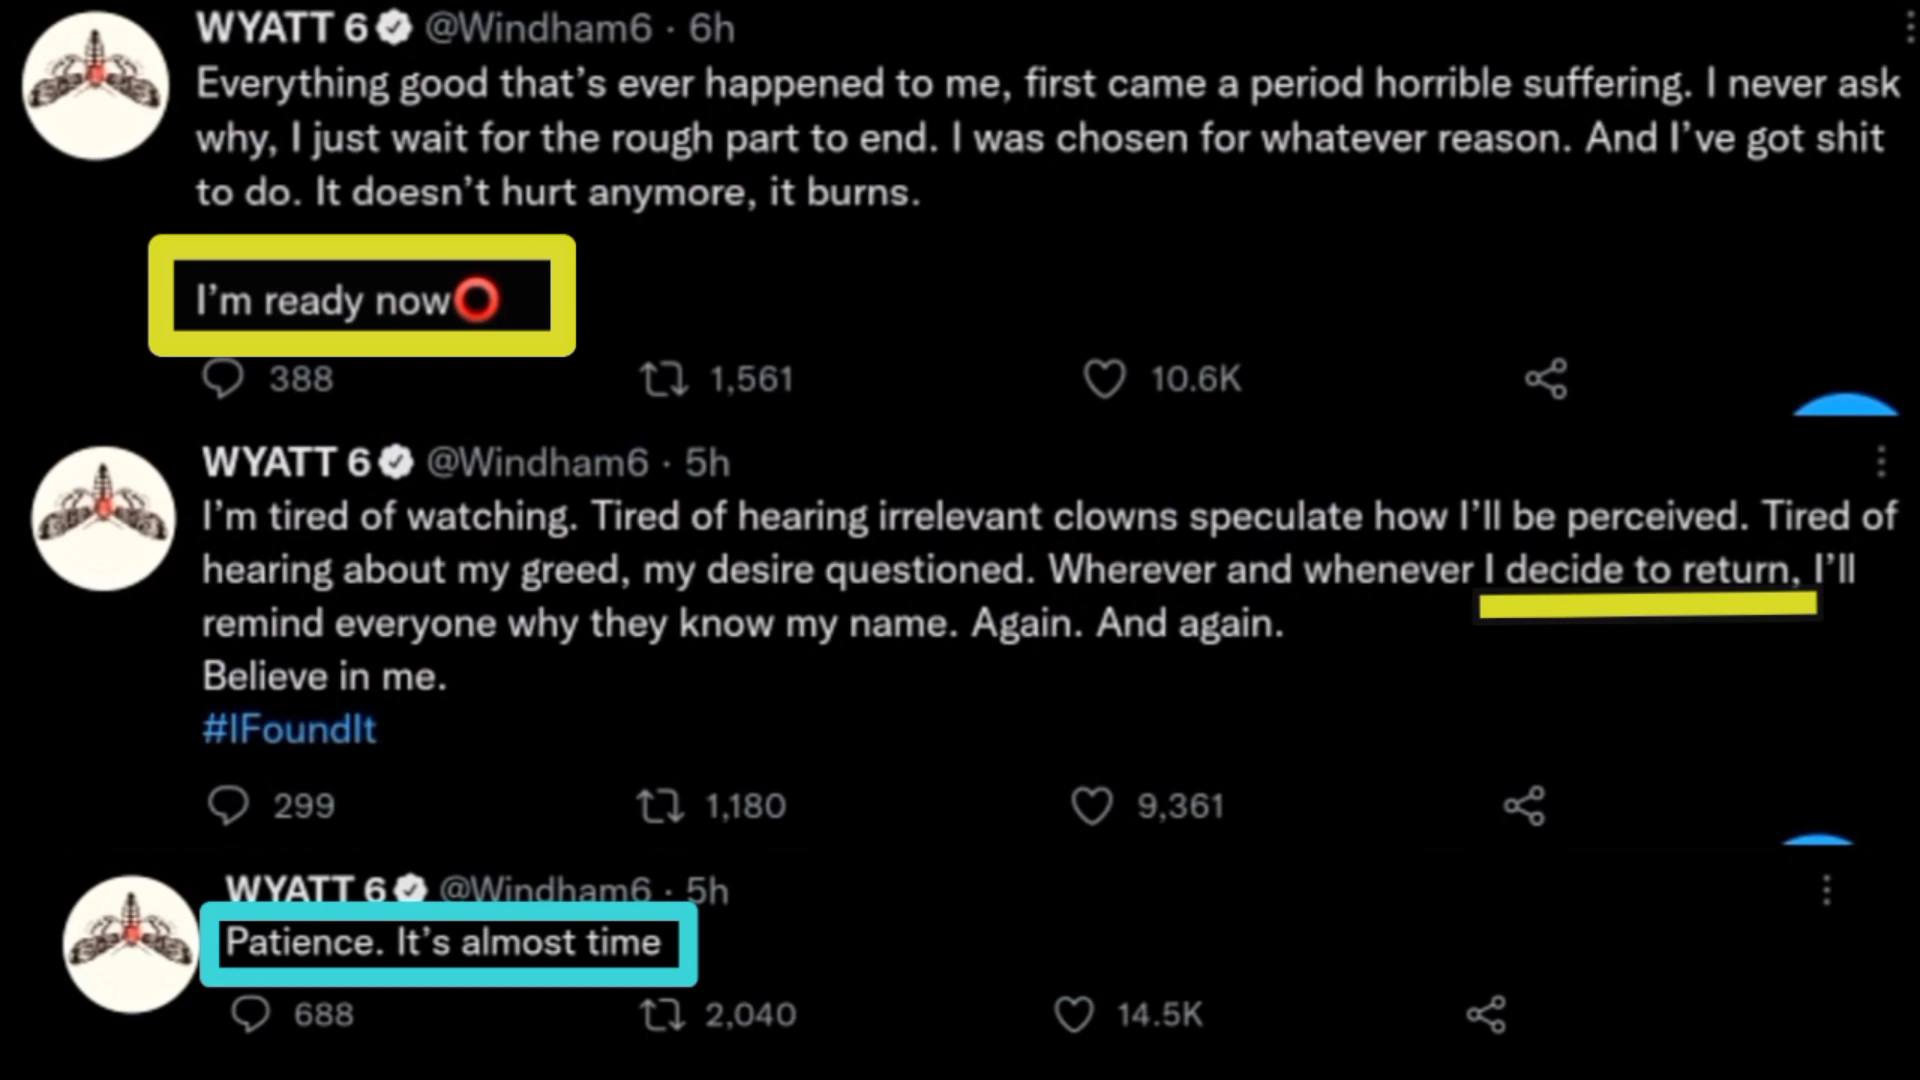 WYATT 6 @Windham6 · 6h
Everything good that's ever happened to me, first came a period horrible suffering. I never ask
why, I just wait for the rough part to end. I was chosen for whatever reason. And I've got shit
to do. It doesn't hurt anymore, it burns.
I'm ready now⭕
388 1,561 10.6K
WYATT 6 @Windham6 · 5h
I'm tired of watching. Tired of hearing irrelevant clowns speculate how I'll be perceived. Tired of
hearing about my greed, my desire questioned. Wherever and whenever I decide to return, I'll
remind everyone why they know my name. Again. And again.
Believe in me.
#IFoundIt
299 1,180 9,361
WYATT 6 @Windham6 · 5h
Patience. It's almost time
688 2,040 14.5K